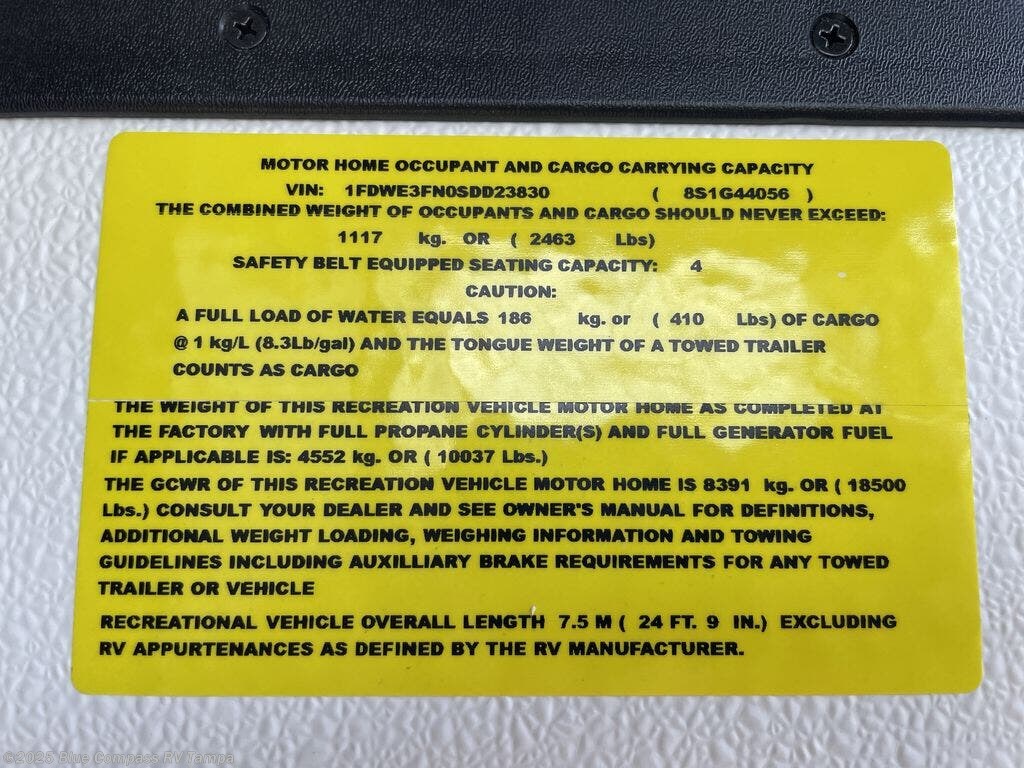 MOTOR HOME OCCUPANT AND CARGO CARRYING CAPACITY
VIN: 1FDWE3FN0SDD23830 ( 8S1G44056 )
THE COMBINED WEIGHT OF OCCUPANTS AND CARGO SHOULD NEVER EXCEED:
1117 kg. OR ( 2463 Lbs)
SAFETY BELT EQUIPPED SEATING CAPACITY: 4
CAUTION:
A FULL LOAD OF WATER EQUALS 186 kg. or ( 410 Lbs) OF CARGO
@ 1 kg/L (8.3Lb/gal) AND THE TONGUE WEIGHT OF A TOWED TRAILER
COUNTS AS CARGO
THE WEIGHT OF THIS RECREATION VEHICLE MOTOR HOME AS COMPLETED AT
THE FACTORY WITH FULL PROPANE CYLINDER(S) AND FULL GENERATOR FUEL
IF APPLICABLE IS: 4552 kg. OR ( 10037 Lbs.)
THE GCWR OF THIS RECREATION VEHICLE MOTOR HOME IS 8391 kg. OR ( 18500
Lbs.) CONSULT YOUR DEALER AND SEE OWNER'S MANUAL FOR DEFINITIONS,
ADDITIONAL WEIGHT LOADING, WEIGHING INFORMATION AND TOWING
GUIDELINES INCLUDING AUXILLIARY BRAKE REQUIREMENTS FOR ANY TOWED
TRAILER OR VEHICLE
RECREATIONAL VEHICLE OVERALL LENGTH 7.5 M ( 24 FT. 9 IN.) EXCLUDING
RV APPURTENANCES AS DEFINED BY THE RV MANUFACTURER.
©2025 Blue Compass RV Tampa